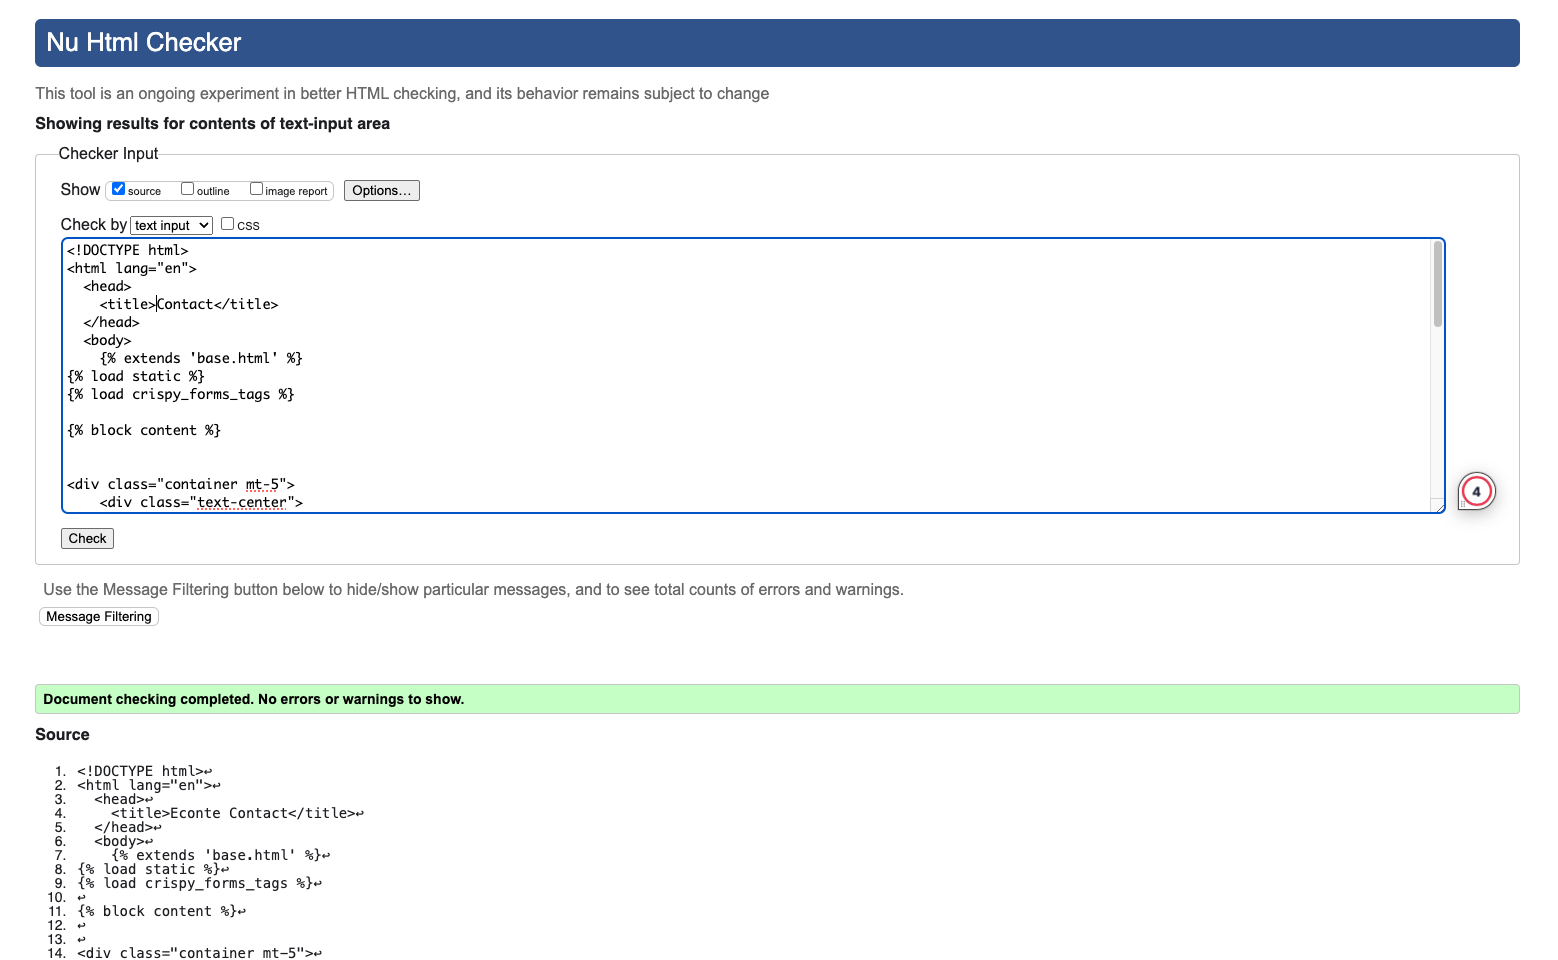 Nu Html Checker
This tool is an ongoing experiment in better HTML checking, and its behavior remains subject to change
Showing results for contents of text-input area
Checker Input
Show source outline image report Options...
Check by text input CSS
<!DOCTYPE html>
<html lang="en">
  <head>
    <title>Contact</title>
  </head>
  <body>
    {% extends 'base.html' %}
{% load static %}
{% load crispy_forms_tags %}
{% block content %}
<div class="container mt-5">
    <div class="text-center">
4
Check
Use the Message Filtering button below to hide/show particular messages, and to see total counts of errors and warnings.
Message Filtering
Document checking completed. No errors or warnings to show.
Source
1. <!DOCTYPE html>↩
2. <html lang="en">↩
3.   <head>↩
4.     <title>Econte Contact</title>↩
5.   </head>↩
6.   <body>↩
7.     {% extends 'base.html' %}↩
8. {% load static %}↩
9. {% load crispy_forms_tags %}↩
10. ↩
11. {% block content %}↩
12. ↩
13. ↩
14. <div class="container mt-5">↩